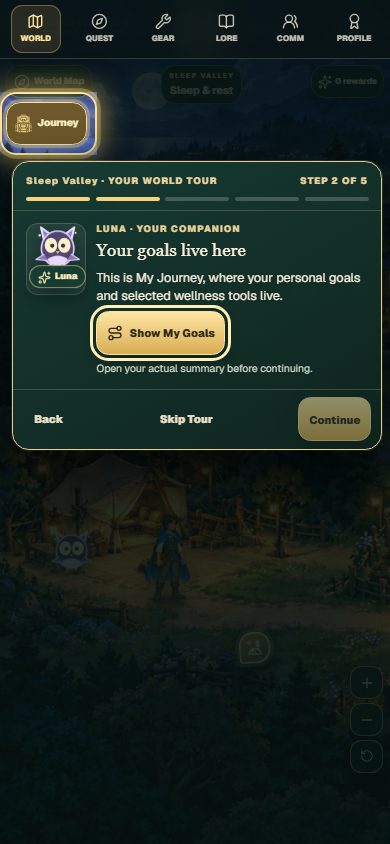 WORLD
QUEST
GEAR
LORE
COMM
PROFILE
World Map
SLEEP VALLEY
Sleep & rest
0 rewards
Journey
Sleep Valley · YOUR WORLD TOUR
STEP 2 OF 5
LUNA · YOUR COMPANION
Your goals live here
Luna
This is My Journey, where your personal goals
and selected wellness tools live.
Show My Goals
Open your actual summary before continuing.
Back
Skip Tour
Continue